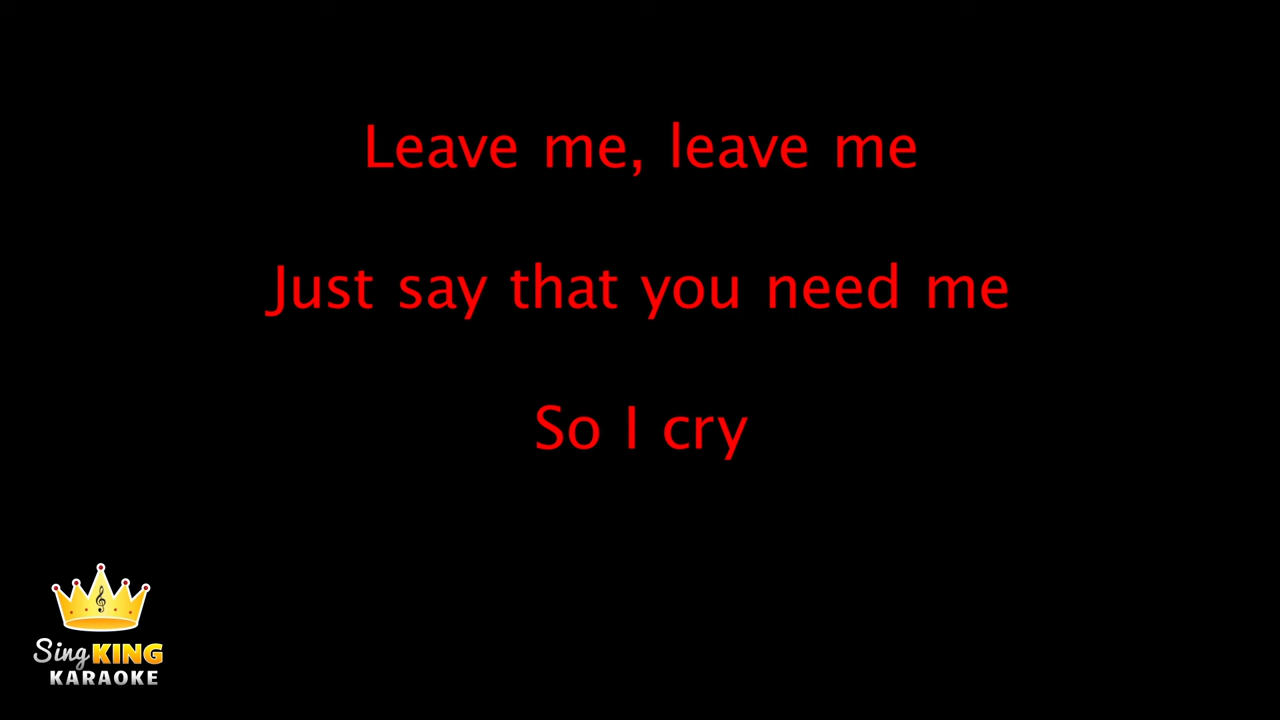 Leave me, leave me
Just say that you need me
So I cry
Sing KING
KARAOKE